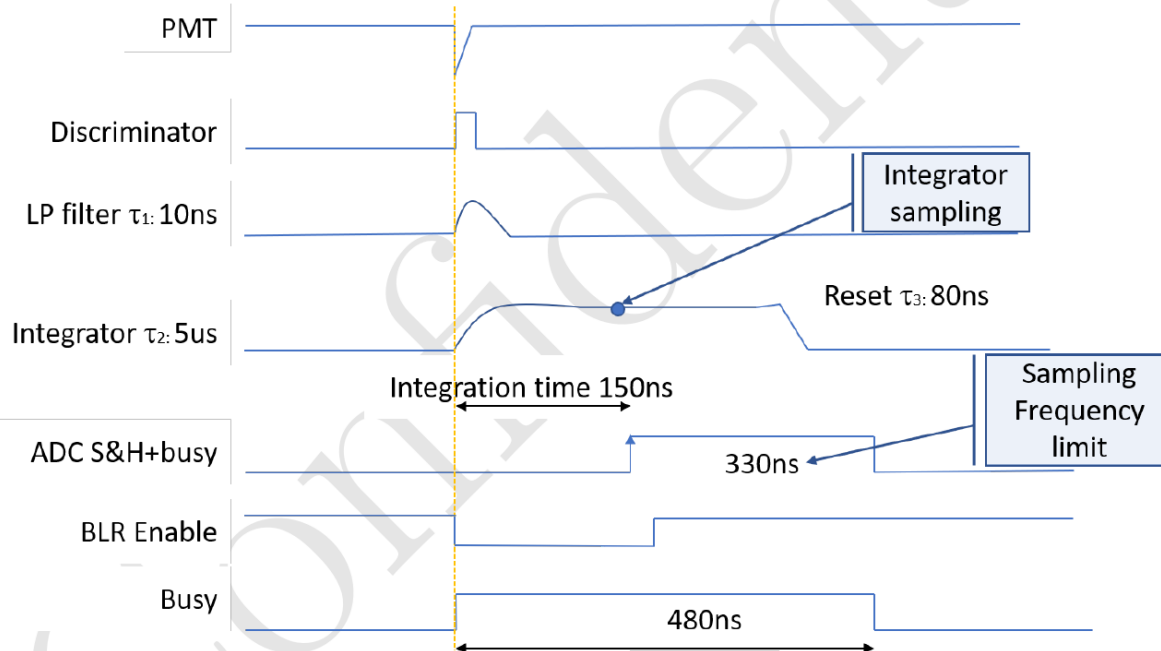 PMT
Discriminator
Integrator
sampling
LP filter τ1: 10ns
Reset τ3: 80ns
Integrator τ2: 5us
Integration time 150ns
Sampling
Frequency
limit
ADC S&H+busy
330ns
BLR Enable
Busy
480ns